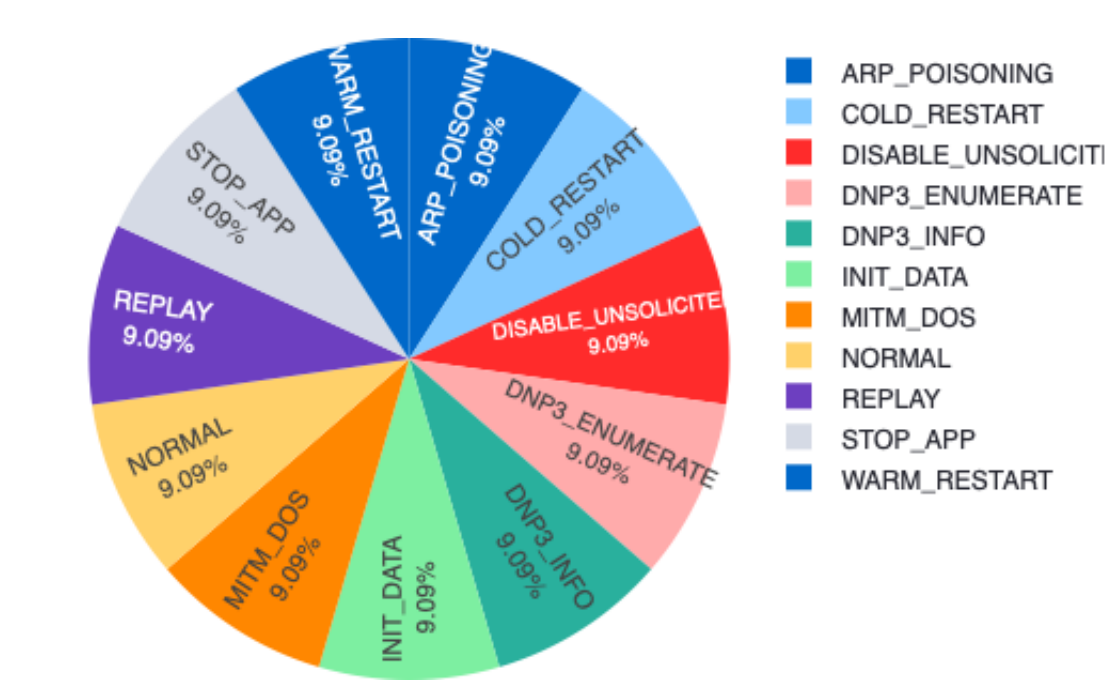 WARM_RESTART
9.09%
ARP_POISONING
9.09%
COLD_RESTART
9.09%
DISABLE_UNSOLICITE
9.09%
DNP3_ENUMERATE
9.09%
DNP3_INFO
9.09%
INIT_DATA
9.09%
MITM_DOS
9.09%
NORMAL
9.09%
REPLAY
9.09%
STOP_APP
9.09%
ARP_POISONING
COLD_RESTART
DISABLE_UNSOLICITI
DNP3_ENUMERATE
DNP3_INFO
INIT_DATA
MITM_DOS
NORMAL
REPLAY
STOP_APP
WARM_RESTART